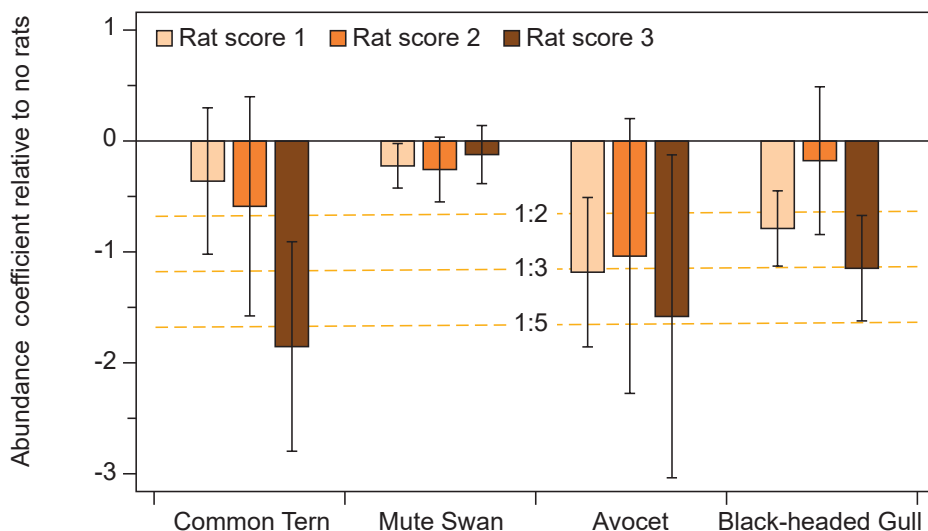 Abundance coefficient relative to no rats
1
0
-1
-2
-3
Rat score 1 Rat score 2 Rat score 3
1:2
1:3
1:5
Common Tern Mute Swan Avocet Black-headed Gull